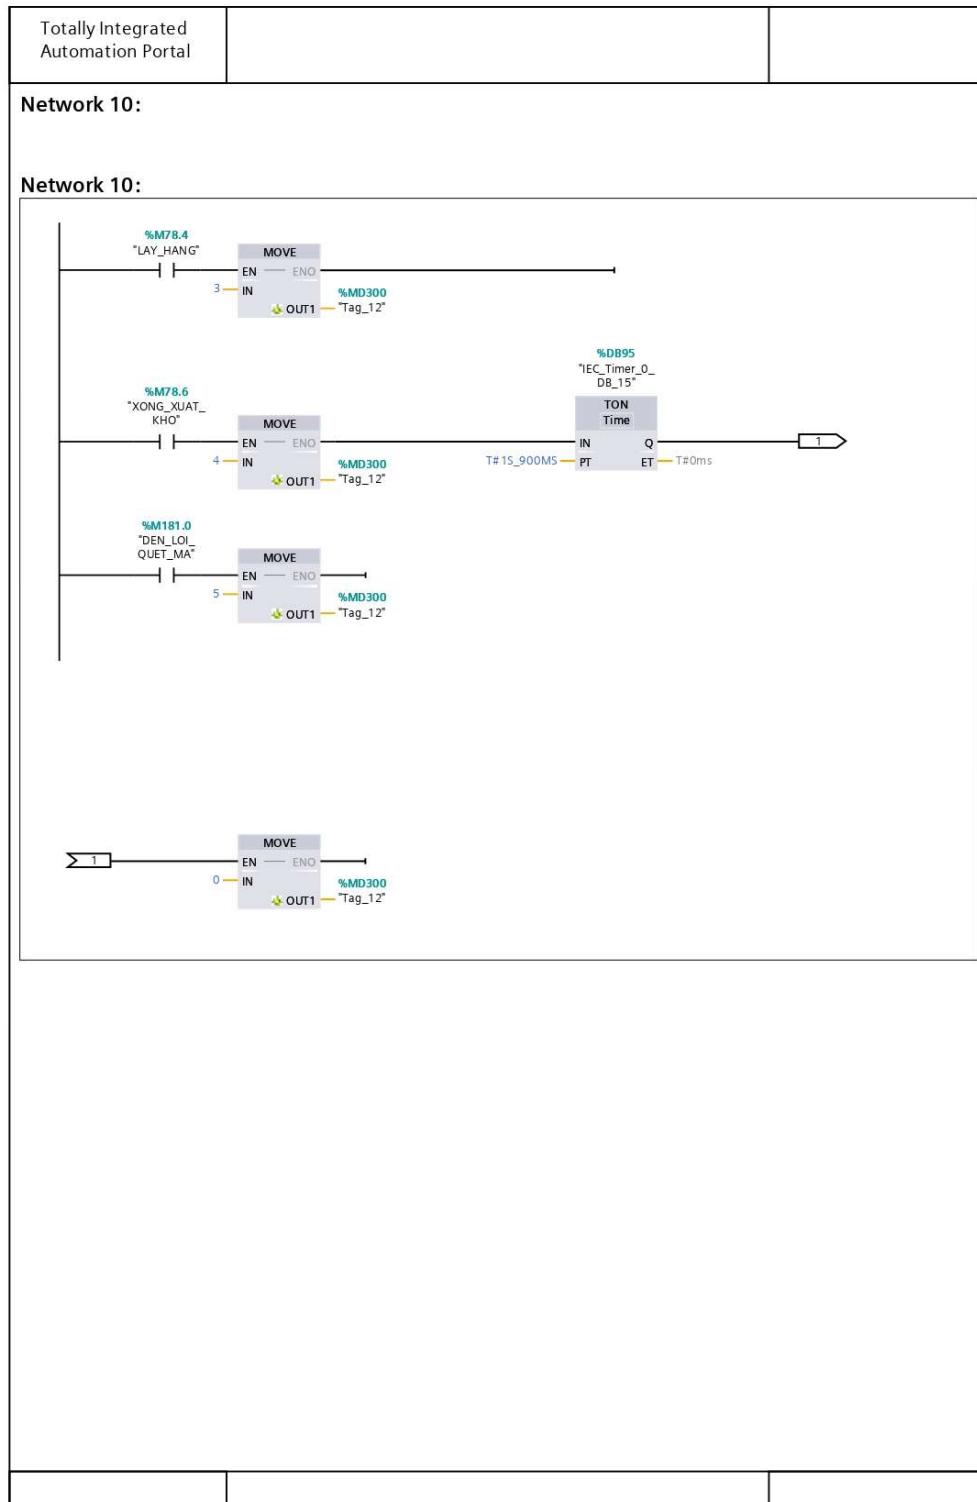 Totally Integrated
Automation Portal
Network 10:
Network 10:
%M78.4
"LAY_HANG"
MOVE
EN ENO
3 IN
%MD300
OUT1 "Tag_12"
%DB95
"IEC_Timer_0_
DB_15"
%M78.6
"XONG_XUAT_
KHO"
TON
Time
MOVE
EN ENO
IN Q
1
4 IN
%MD300
T#1S_900MS PT ET T#0ms
OUT1 "Tag_12"
%M181.0
"DEN_LOI_
QUET_MA"
MOVE
EN ENO
5 IN
%MD300
OUT1 "Tag_12"
MOVE
1
EN ENO
0 IN
%MD300
OUT1 "Tag_12"